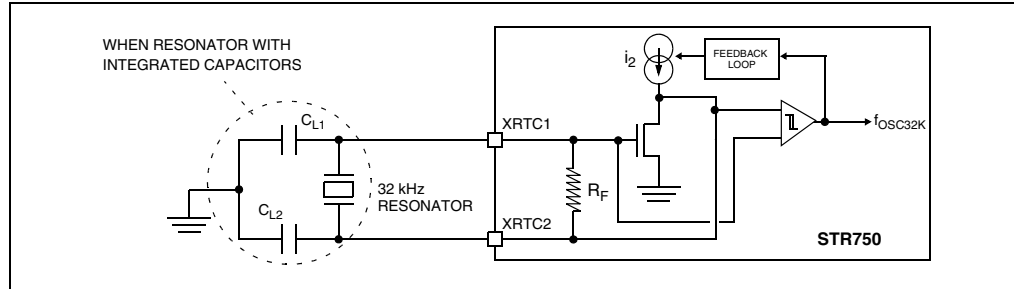 WHEN RESONATOR WITH
INTEGRATED CAPACITORS
i2
FEEDBACK
LOOP
CL1
XRTC1
fOSC32K
32 kHz
RESONATOR
RF
CL2
XRTC2
STR750